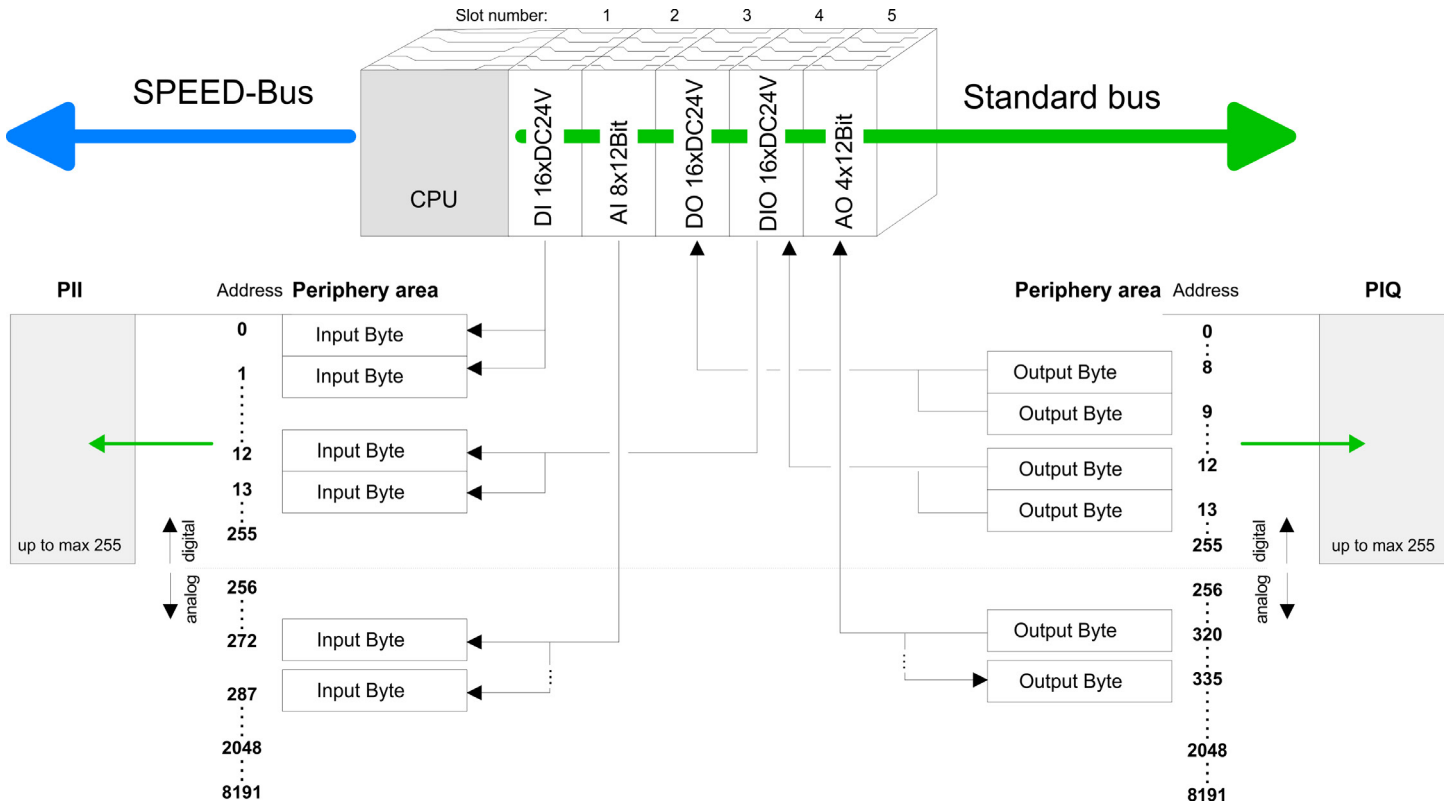 Slot number: 1 2 3 4 5
SPEED-Bus
Standard bus
CPU
DI 16xDC24V
AI 8x12Bit
DO 16xDC24V
DIO 16xDC24V
AO 4x12Bit
PII
Address Periphery area
0 Input Byte
1 Input Byte
12 Input Byte
13 Input Byte
255
up to max 255
digital
analog
256
272 Input Byte
287 Input Byte
2048
8191
Periphery area Address
PIQ
0
Output Byte 8
Output Byte 9
Output Byte 12
Output Byte 13
255
digital
analog
up to max 255
256
Output Byte 320
Output Byte 335
2048
8191